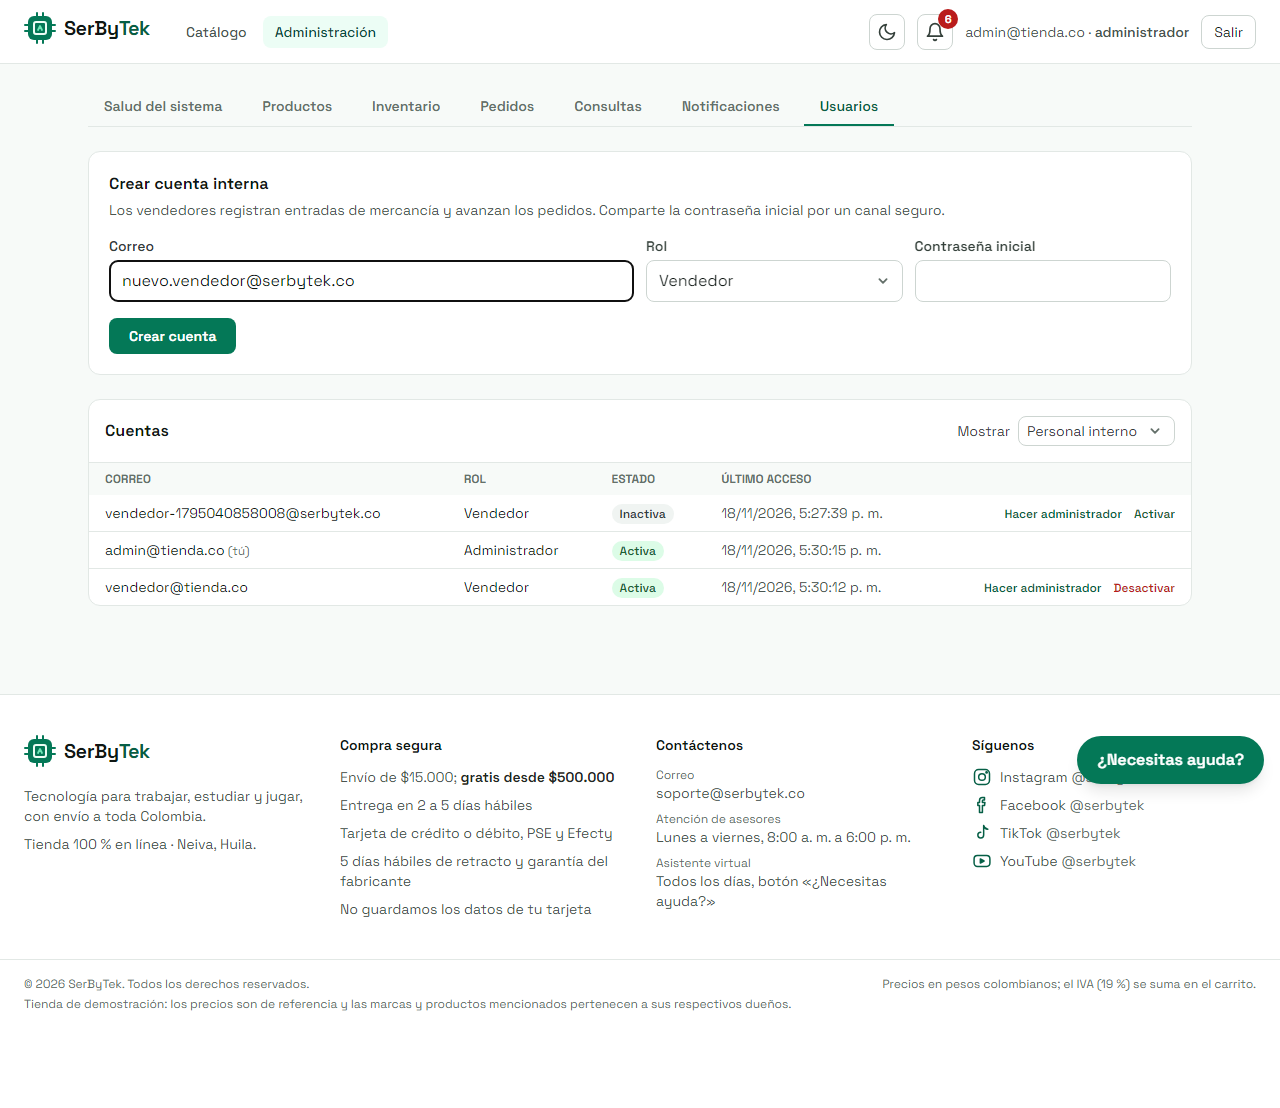 SerByTek
Catálogo
Administración
6
admin@tienda.co · administrador
Salir
Salud del sistema
Productos
Inventario
Pedidos
Consultas
Notificaciones
Usuarios
Crear cuenta interna
Los vendedores registran entradas de mercancía y avanzan los pedidos. Comparte la contraseña inicial por un canal seguro.
Correo
Rol
Contraseña inicial
nuevo.vendedor@serbytek.co
Vendedor
Crear cuenta
Cuentas
Mostrar
Personal interno
CORREO ROL ESTADO ÚLTIMO ACCESO
vendedor-1795040858008@serbytek.co Vendedor Inactiva 18/11/2026, 5:27:39 p. m. Hacer administrador Activar
admin@tienda.co (tú) Administrador Activa 18/11/2026, 5:30:15 p. m.
vendedor@tienda.co Vendedor Activa 18/11/2026, 5:30:12 p. m. Hacer administrador Desactivar
SerByTek
Tecnología para trabajar, estudiar y jugar,
con envío a toda Colombia.
Tienda 100 % en línea · Neiva, Huila.
Compra segura
Envío de $15.000; gratis desde $500.000
Entrega en 2 a 5 días hábiles
Tarjeta de crédito o débito, PSE y Efecty
5 días hábiles de retracto y garantía del
fabricante
No guardamos los datos de tu tarjeta
Contáctenos
Correo
soporte@serbytek.co
Atención de asesores
Lunes a viernes, 8:00 a. m. a 6:00 p. m.
Asistente virtual
Todos los días, botón «¿Necesitas
ayuda?»
Síguenos
Instagram
Facebook @serbytek
TikTok @serbytek
YouTube @serbytek
¿Necesitas ayuda?
© 2026 SerByTek. Todos los derechos reservados.
Precios en pesos colombianos; el IVA (19 %) se suma en el carrito.
Tienda de demostración: los precios son de referencia y las marcas y productos mencionados pertenecen a sus respectivos dueños.